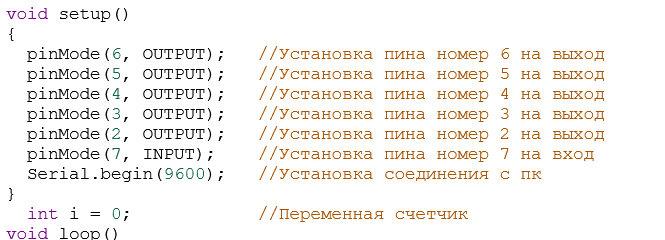 void setup()
{
  pinMode(6, OUTPUT);   //Установка пина номер 6 на выход
  pinMode(5, OUTPUT);   //Установка пина номер 5 на выход
  pinMode(4, OUTPUT);   //Установка пина номер 4 на выход
  pinMode(3, OUTPUT);   //Установка пина номер 3 на выход
  pinMode(2, OUTPUT);   //Установка пина номер 2 на выход
  pinMode(7, INPUT);    //Установка пина номер 7 на вход
  Serial.begin(9600);   //Установка соединения с пк
}
  int i = 0;            //Переменная счетчик
void loop()